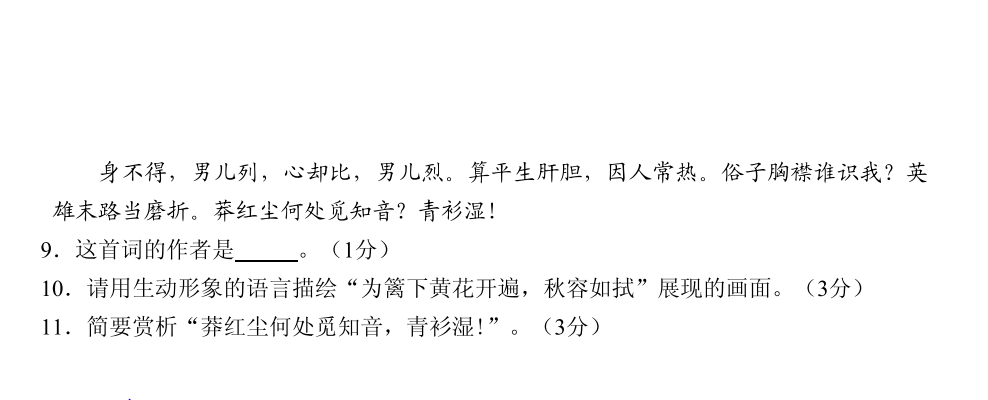 身不得，男儿列，心却比，男儿烈。算平生肝胆，因人常热。俗子胸襟谁识我？英
雄末路当磨折。莽红尘何处觅知音？青衫湿！
9．这首词的作者是_____。（1分）
10．请用生动形象的语言描绘“为篱下黄花开遍，秋容如拭”展现的画面。（3分）
11．简要赏析“莽红尘何处觅知音，青衫湿！”。（3分）